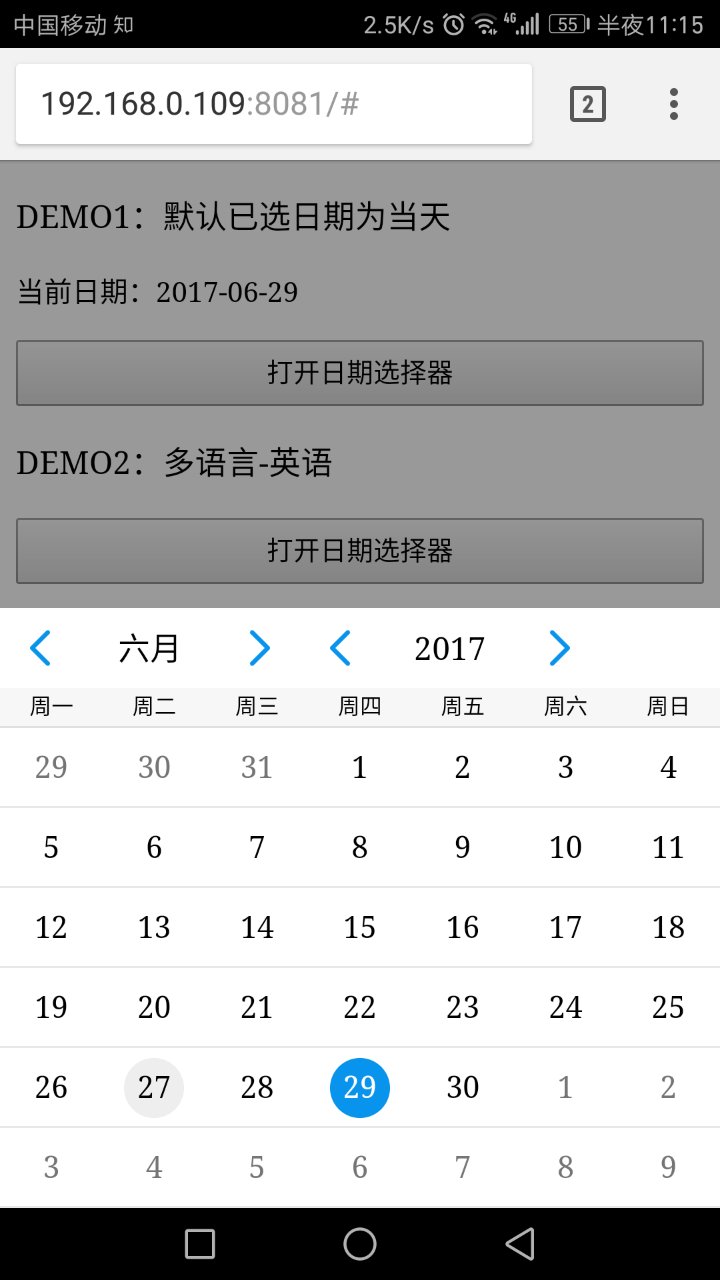 中国移动 知 2.5K/s 4G 55 半夜11:15
192.168.0.109:8081/# 2
DEMO1：默认已选日期为当天
当前日期：2017-06-29
打开日期选择器
DEMO2：多语言-英语
打开日期选择器
六月 2017
周一 周二 周三 周四 周五 周六 周日
29 30 31 1 2 3 4
5 6 7 8 9 10 11
12 13 14 15 16 17 18
19 20 21 22 23 24 25
26 27 28 29 30 1 2
3 4 5 6 7 8 9